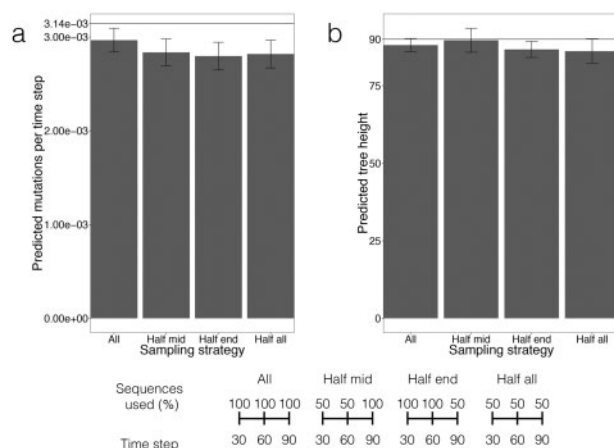 a
3.14e−03
3.00e−03
2.00e−03
1.00e−03
0.00e+00
Predicted mutations per time step
All Half mid Half end Half all
Sampling strategy
b
90
75
50
25
0
Predicted tree height
All Half mid Half end Half all
Sampling strategy
All Half mid Half end Half all
Sequences
used (%)
100 100 100 50 50 100 100 100 50 50 50 50
Time step
30 60 90 30 60 90 30 60 90 30 60 90